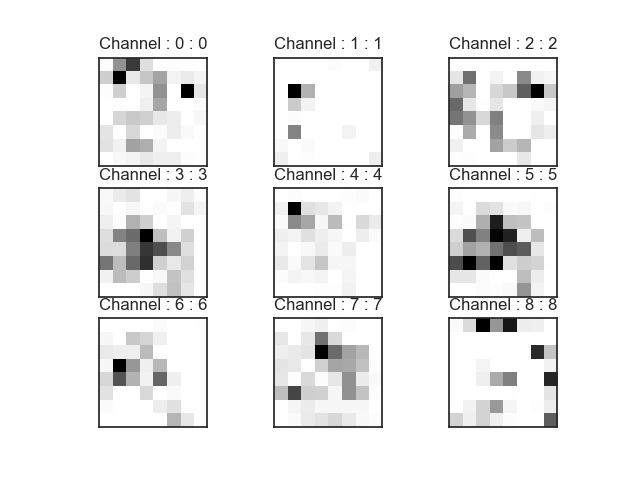 Channel : 0 : 0
Channel : 1 : 1
Channel : 2 : 2
Channel : 3 : 3
Channel : 4 : 4
Channel : 5 : 5
Channel : 6 : 6
Channel : 7 : 7
Channel : 8 : 8